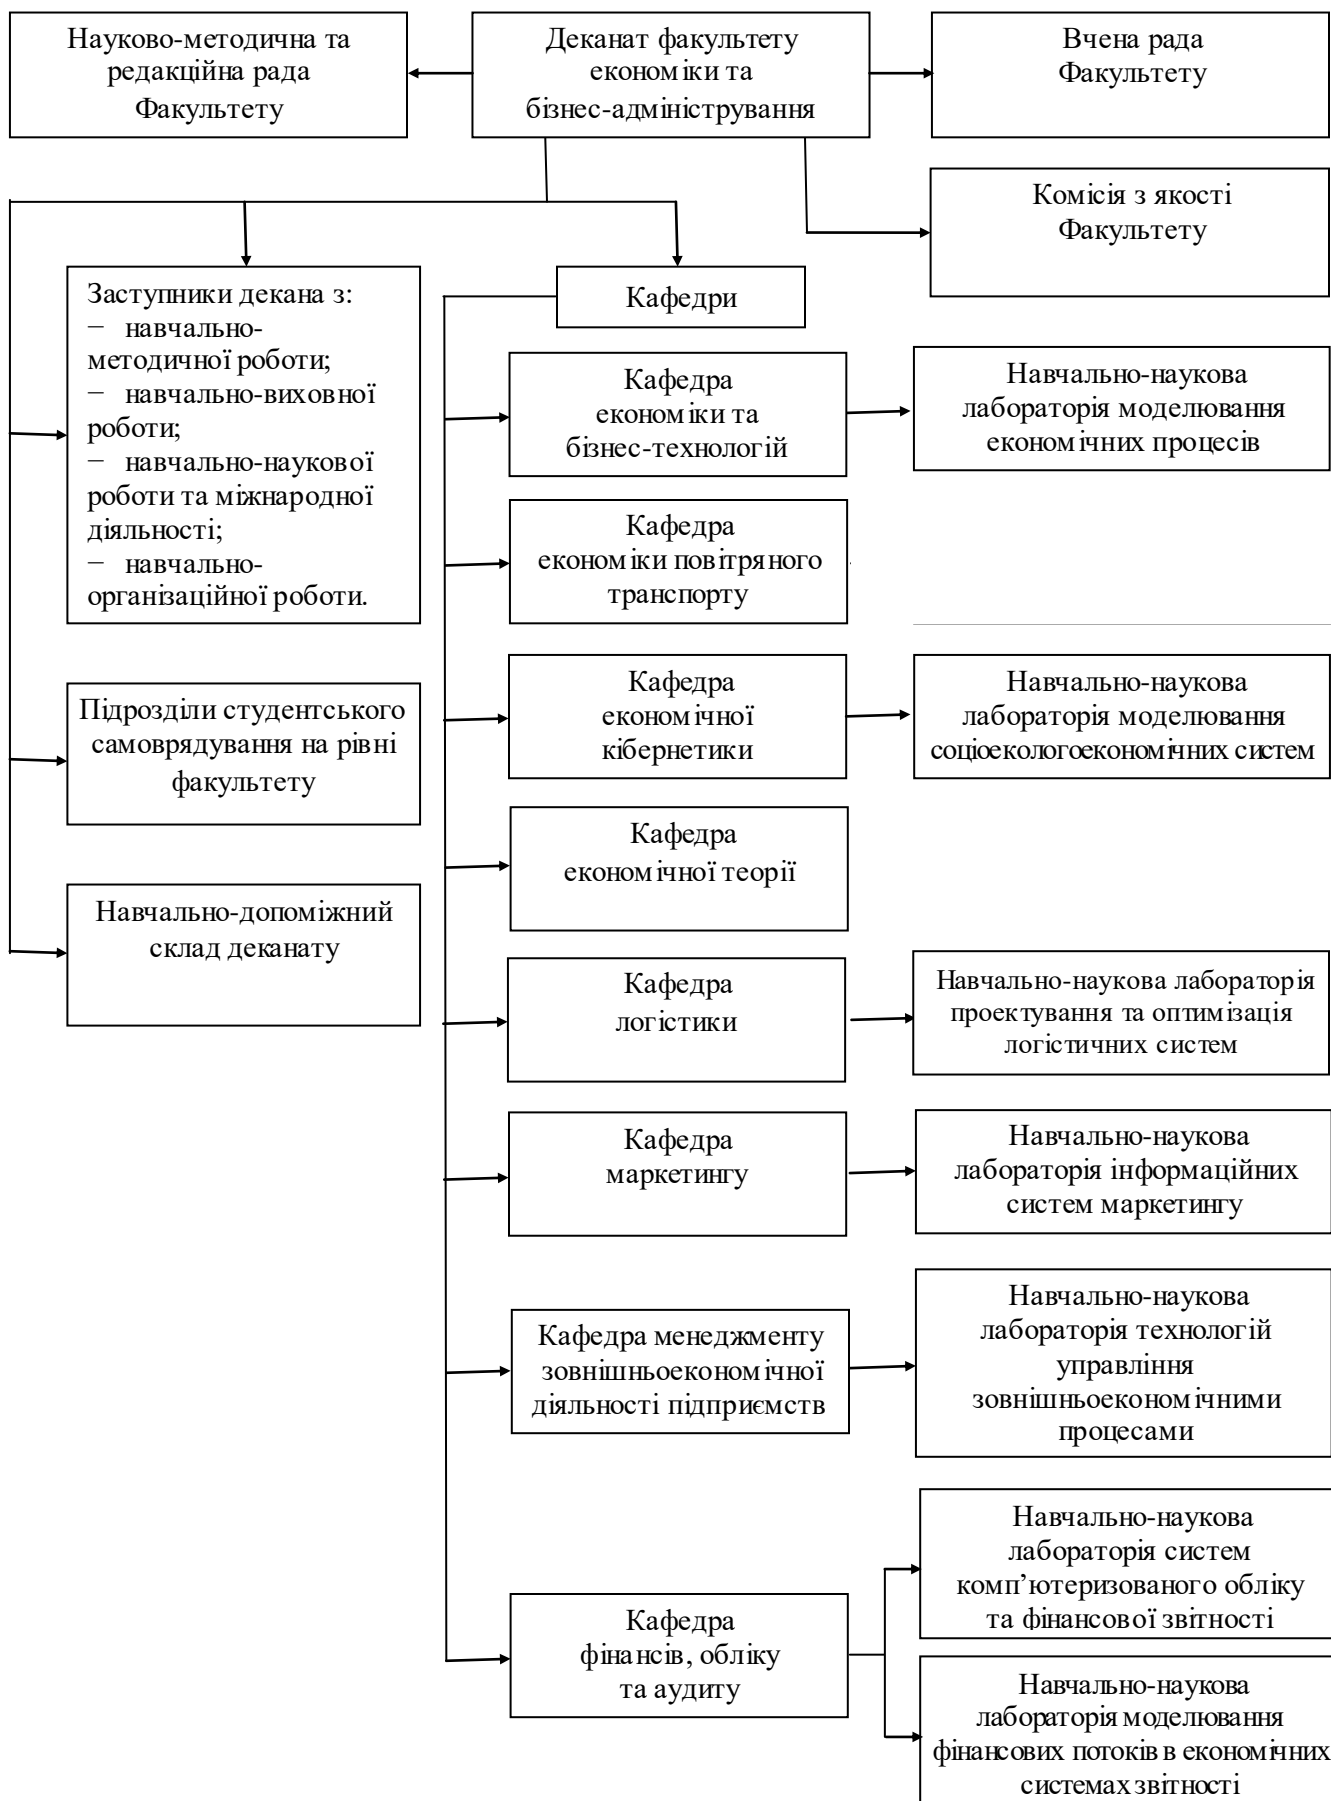 Науково-методична та
редакційна рада
Факультету
Деканат факультету
економіки та
бізнес-адміністрування
Вчена рада
Факультету
Комісія з якості
Факультету
Заступники декана з:
− навчально-
методичної роботи;
− навчально-виховної
роботи;
− навчально-наукової
роботи та міжнародної
діяльності;
− навчально-
організаційної роботи.
Підрозділи студентського
самоврядування на рівні
факультету
Навчально-допоміжний
склад деканату
Кафедри
Кафедра
економіки та
бізнес-технологій
Навчально-наукова
лабораторія моделювання
економічних процесів
Кафедра
економіки повітряного
транспорту
Кафедра
економічної
кібернетики
Навчально-наукова
лабораторія моделювання
соціоекологоекономічних систем
Кафедра
економічної теорії
Кафедра
логістики
Навчально-наукова лабораторія
проектування та оптимізація
логістичних систем
Кафедра
маркетингу
Навчально-наукова
лабораторія інформаційних
систем маркетингу
Кафедра менеджменту
зовнішньоекономічної
діяльності підприємств
Навчально-наукова
лабораторія технологій
управління
зовнішньоекономічними
процесами
Кафедра
фінансів, обліку
та аудиту
Навчально-наукова
лабораторія систем
комп’ютеризованого обліку
та фінансової звітності
Навчально-наукова
лабораторія моделювання
фінансових потоків в економічних
системах звітності